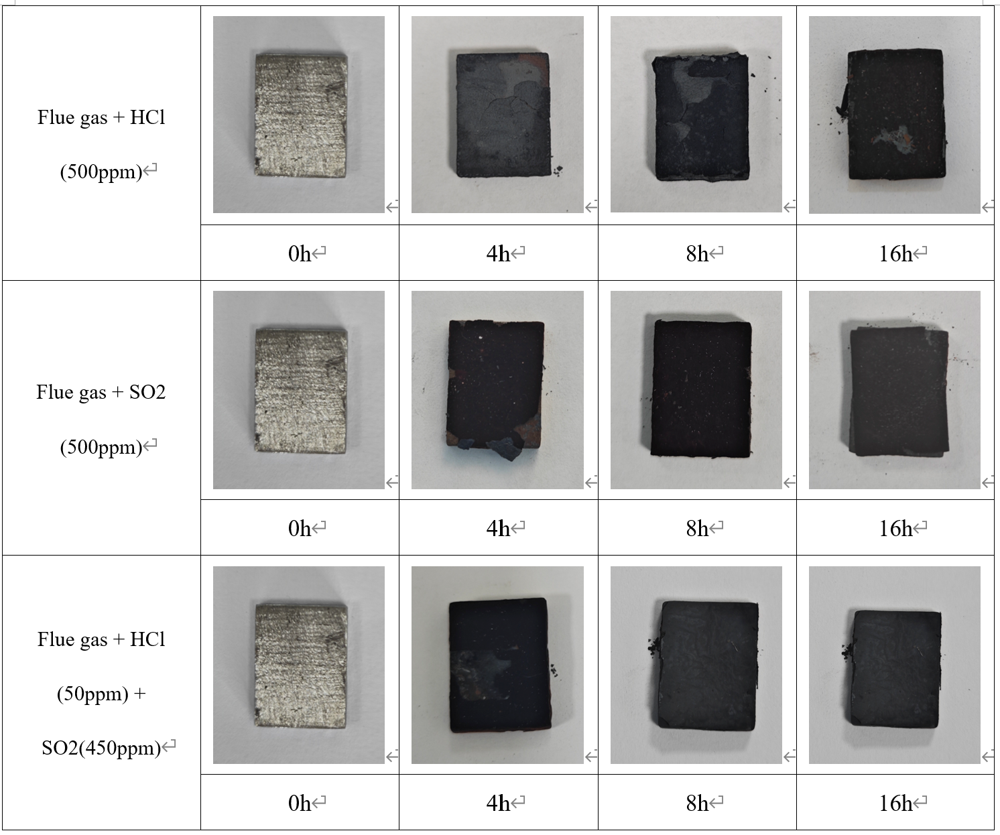 Flue gas + HCl
(500ppm)
0h
4h
8h
16h
Flue gas + SO2
(500ppm)
0h
4h
8h
16h
Flue gas + HCl
(50ppm) +
SO2(450ppm)
0h
4h
8h
16h